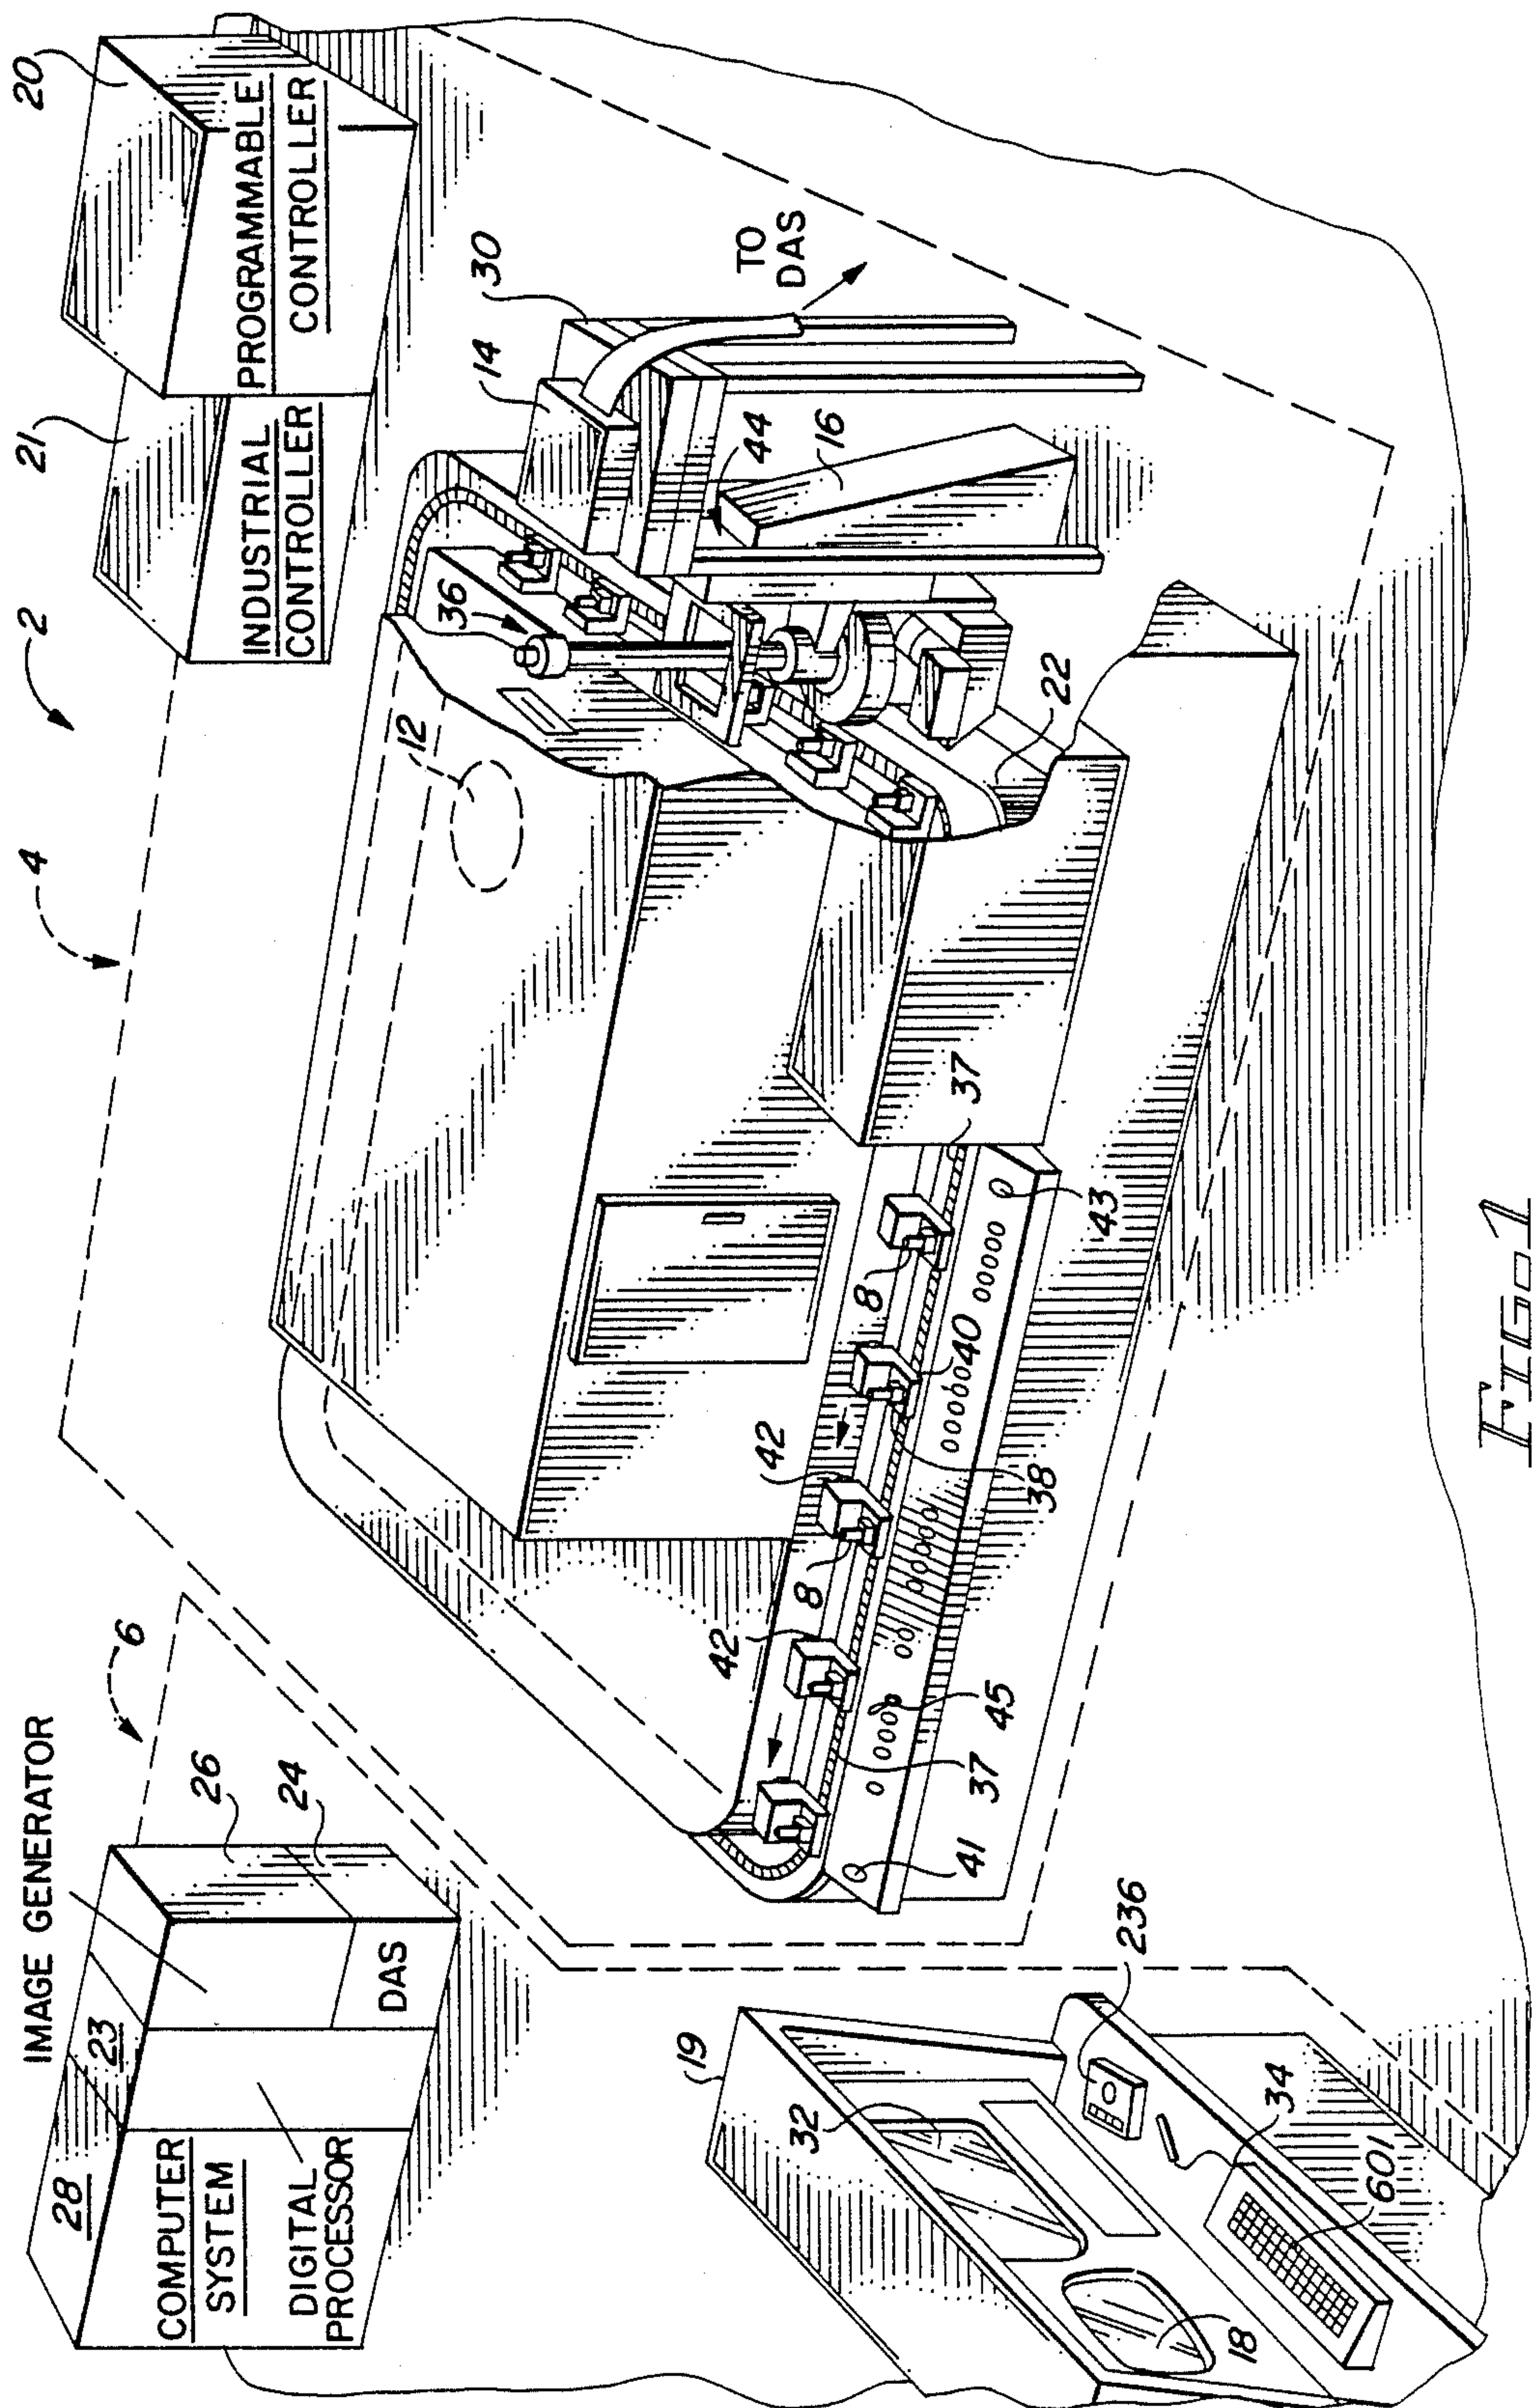 IMAGE GENERATOR
6
4
2
21
20
28
23
26
24
COMPUTER
SYSTEM
DIGITAL
PROCESSOR
DAS
INDUSTRIAL
CONTROLLER
PROGRAMMABLE
CONTROLLER
12
36
14
30
TO
DAS
44
16
22
42
42
8
8
40
37
37
38
43
45
41
19
32
236
34
601
18
FIG.1